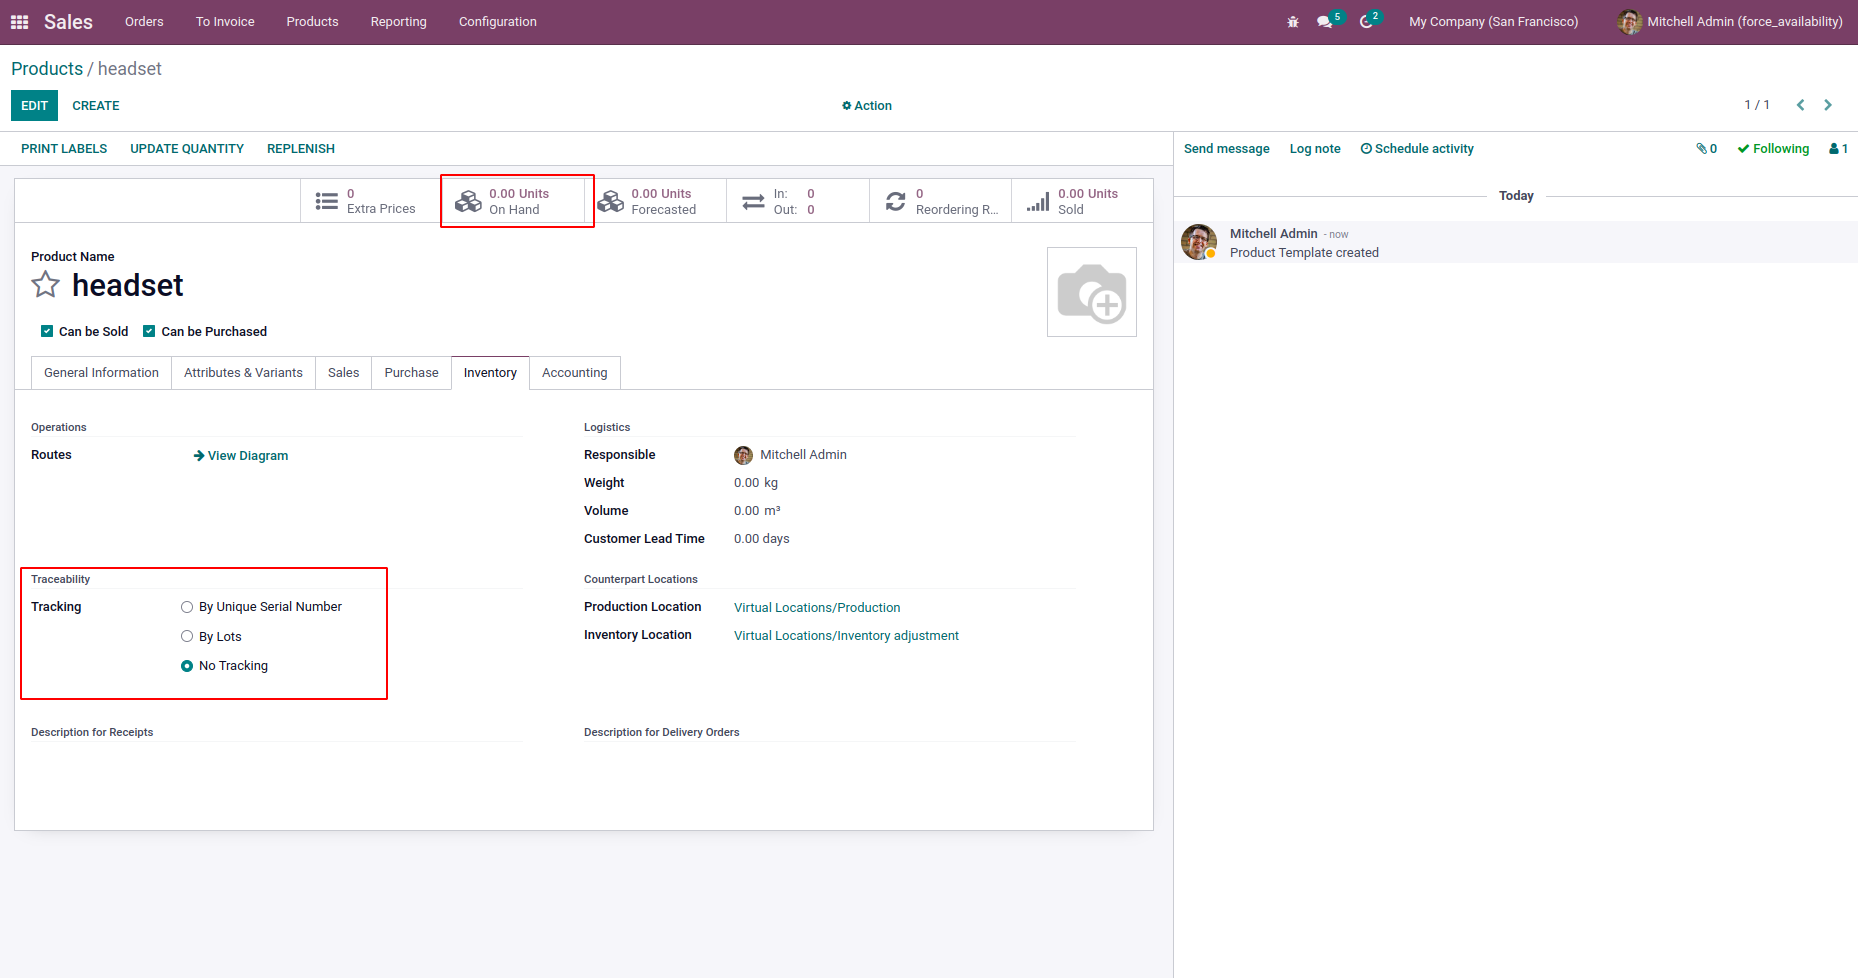 Sales Orders To Invoice Products Reporting Configuration 5 2 My Company (San Francisco) Mitchell Admin (force_availability)
Products / headset
EDIT CREATE Action 1 / 1
PRINT LABELS UPDATE QUANTITY REPLENISH Send message Log note Schedule activity 0 Following 1
0 Extra Prices
0.00 Units On Hand
0.00 Units Forecasted
In: 0
Out: 0
0 Reordering R...
0.00 Units Sold
Product Name
headset
Can be Sold Can be Purchased
General Information Attributes & Variants Sales Purchase Inventory Accounting
Operations
Routes View Diagram
Logistics
Responsible Mitchell Admin
Weight 0.00 kg
Volume 0.00 m³
Customer Lead Time 0.00 days
Traceability
Tracking By Unique Serial Number
By Lots
No Tracking
Counterpart Locations
Production Location Virtual Locations/Production
Inventory Location Virtual Locations/Inventory adjustment
Description for Receipts
Description for Delivery Orders
Today
Mitchell Admin - now
Product Template created